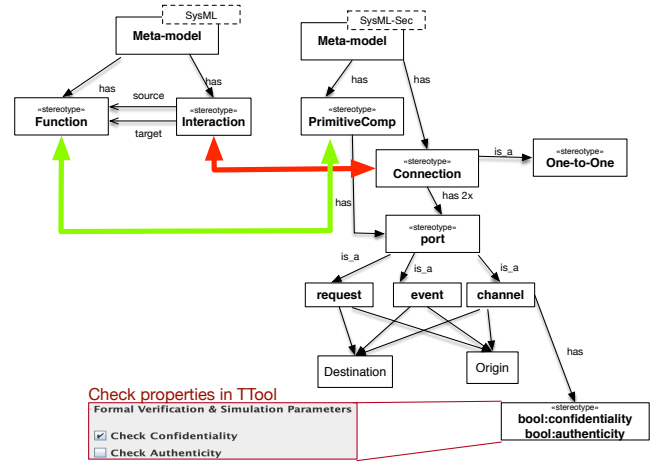 SysML
Meta-model
SysML-Sec
Meta-model
has
has
has
has
«stereotype»
Function
source
target
«stereotype»
Interaction
«stereotype»
PrimitiveComp
«stereotype»
Connection
is_a
«stereotype»
One-to-One
has
has 2x
«stereotype»
port
is_a
is_a
is_a
request
event
channel
Destination
Origin
has
Check properties in TTool
Formal Verification & Simulation Parameters
Check Confidentiality
Check Authenticity
«stereotype»
bool:confidentiality
bool:authenticity